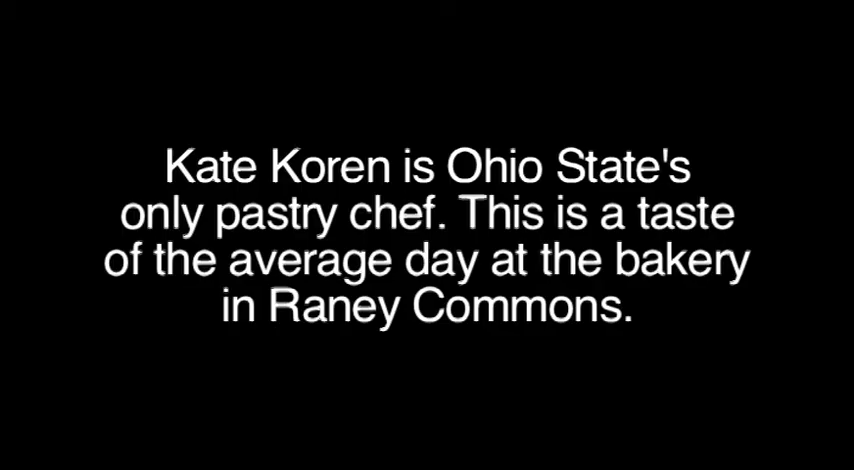 Kate Koren is Ohio State's
only pastry chef. This is a taste
of the average day at the bakery
in Raney Commons.